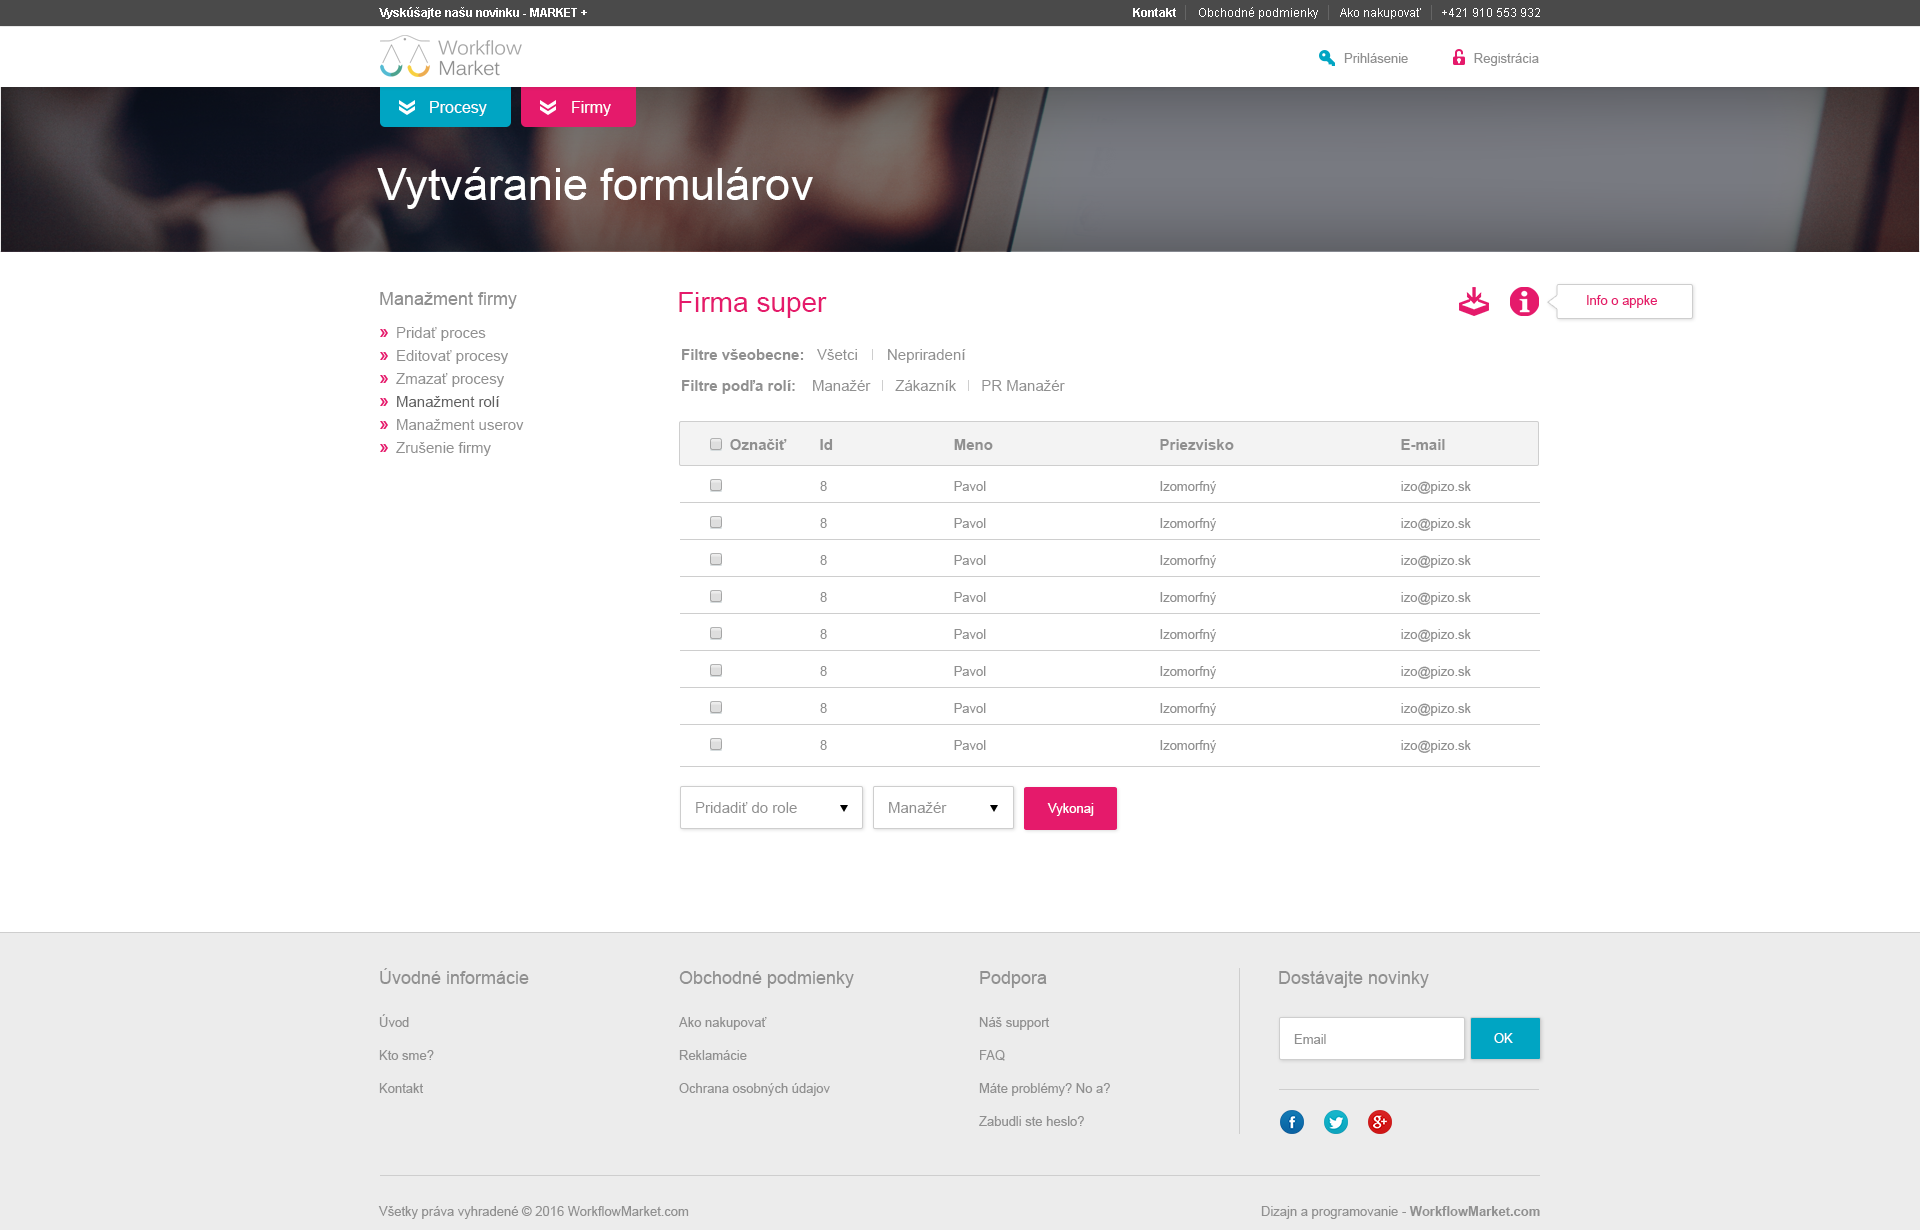 Vyskúšajte našu novinku - MARKET +
Kontakt
Obchodné podmienky
Ako nakupovať
+421 910 553 932
Workflow
Market
Prihlásenie
Registrácia
Procesy
Firmy
Vytváranie formulárov
Manažment firmy
Pridať proces
Editovať procesy
Zmazať procesy
Manažment rolí
Manažment userov
Zrušenie firmy
Firma super
Info o appke
Filtre všeobecne: Všetci Nepriradení
Filtre podľa rolí: Manažér Zákazník PR Manažér
Označiť Id Meno Priezvisko E-mail
8 Pavol Izomorfný izo@pizo.sk
8 Pavol Izomorfný izo@pizo.sk
8 Pavol Izomorfný izo@pizo.sk
8 Pavol Izomorfný izo@pizo.sk
8 Pavol Izomorfný izo@pizo.sk
8 Pavol Izomorfný izo@pizo.sk
8 Pavol Izomorfný izo@pizo.sk
8 Pavol Izomorfný izo@pizo.sk
Pridadiť do role
Manažér
Vykonaj
Úvodné informácie
Úvod
Kto sme?
Kontakt
Obchodné podmienky
Ako nakupovať
Reklamácie
Ochrana osobných údajov
Podpora
Náš support
FAQ
Máte problémy? No a?
Zabudli ste heslo?
Dostávajte novinky
Email
OK
f
g+
Všetky práva vyhradené © 2016 WorkflowMarket.com
Dizajn a programovanie - WorkflowMarket.com